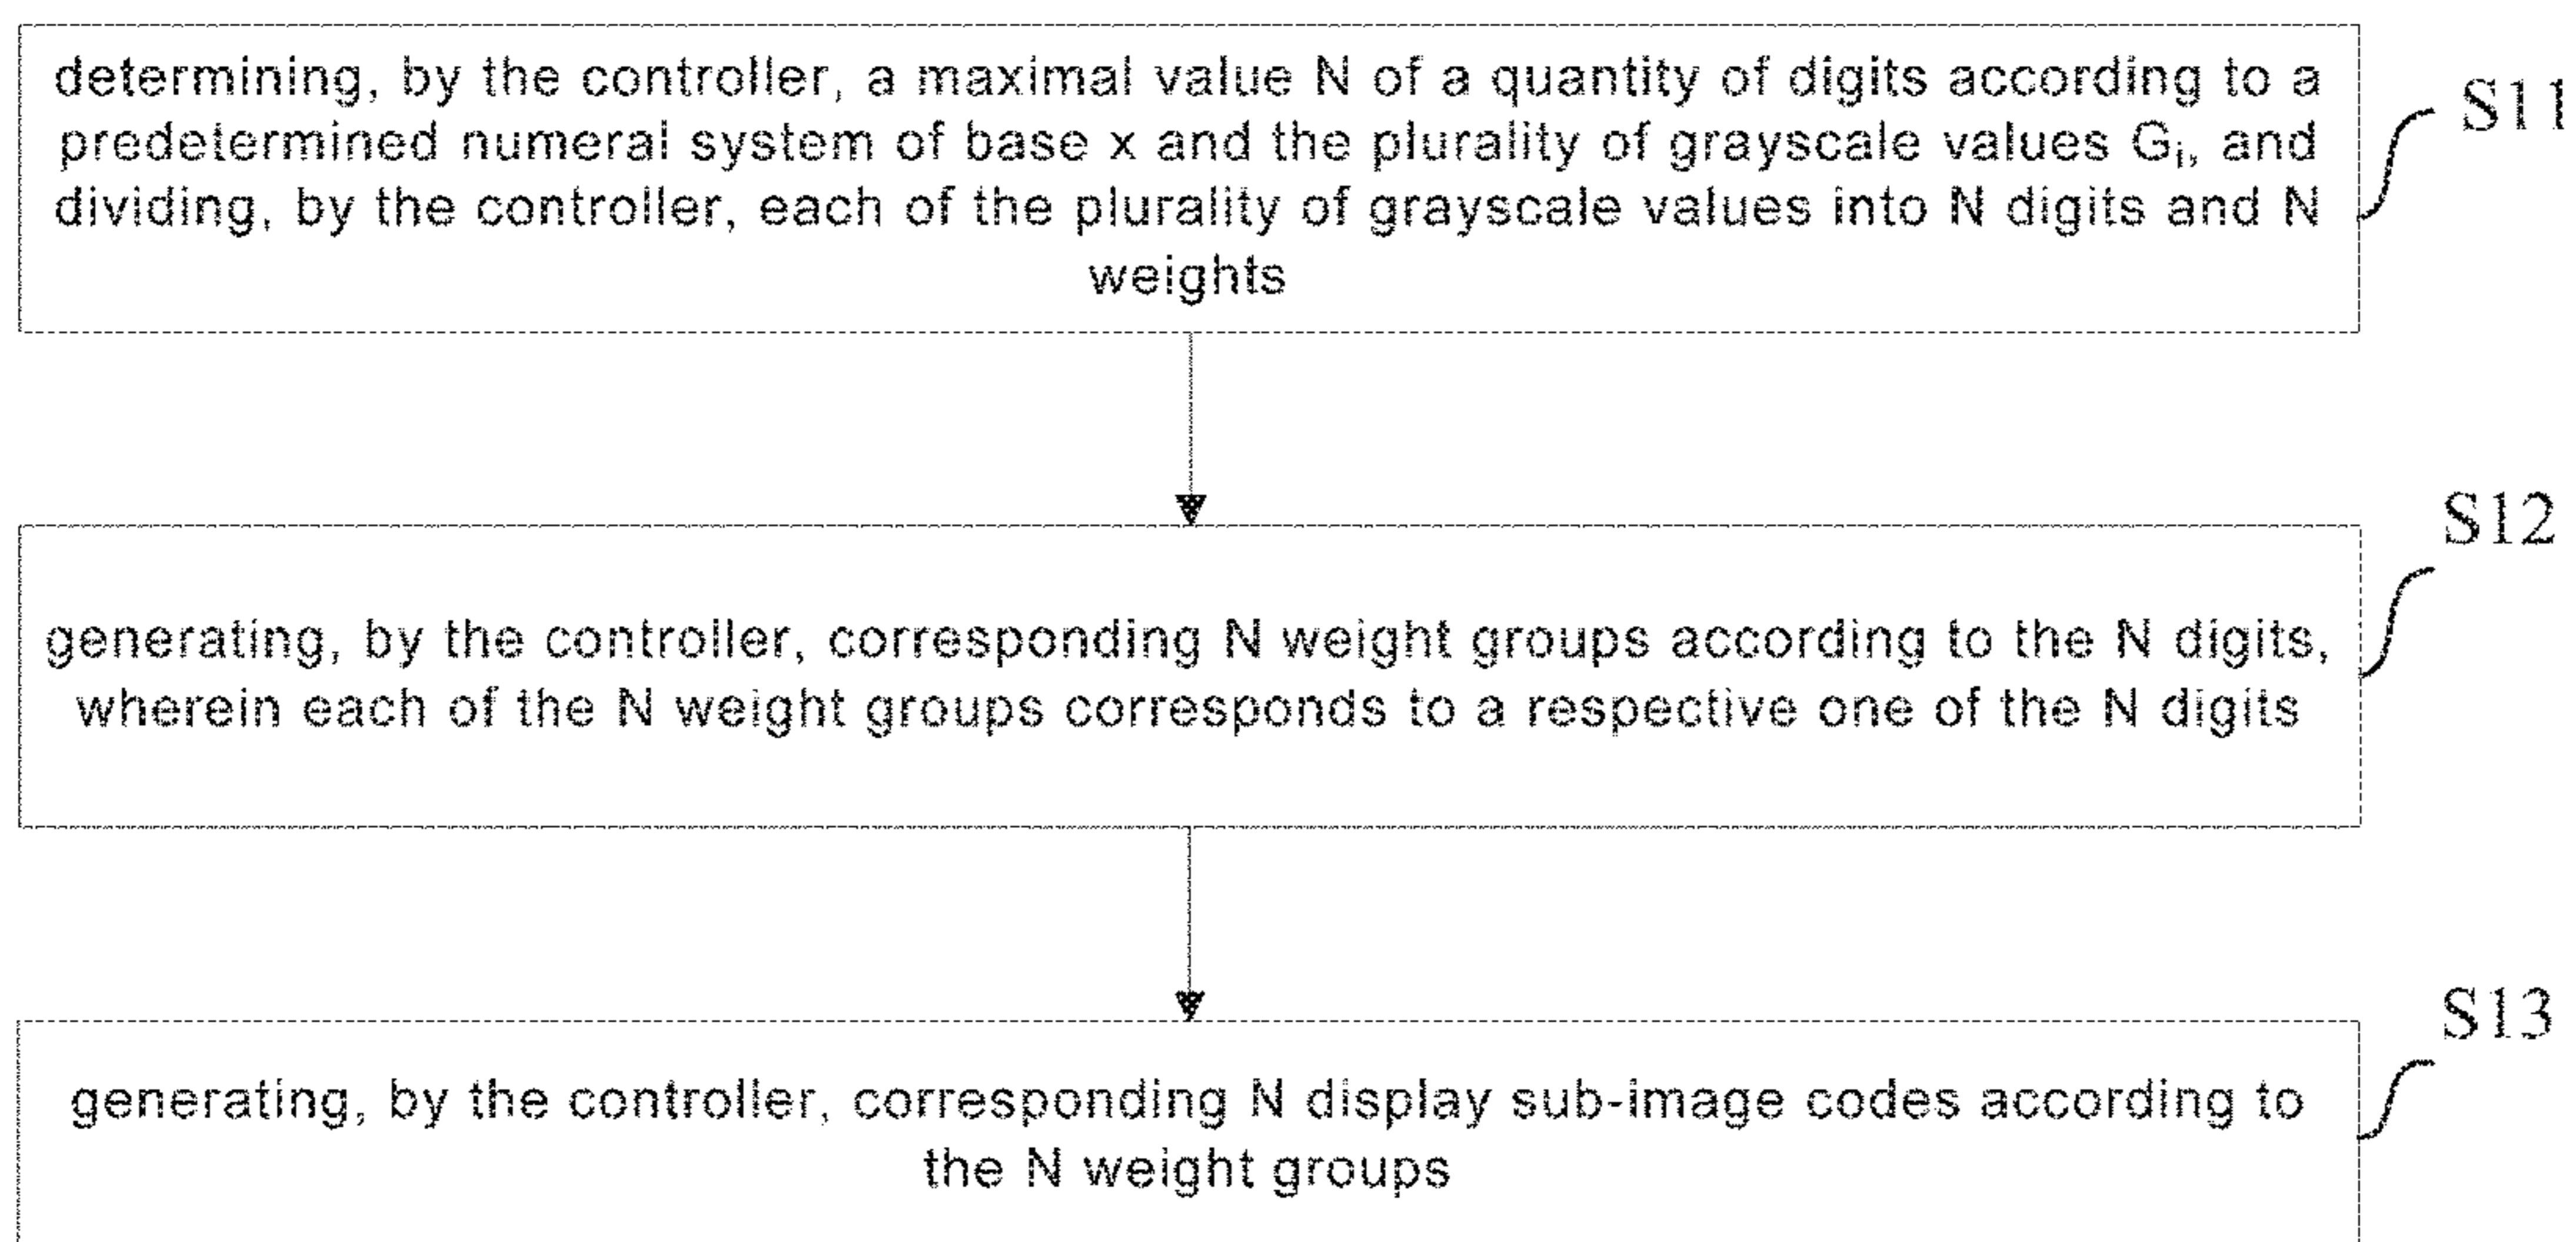 determining, by the controller, a maximal value N of a quantity of digits according to a
predetermined numeral system of base x and the plurality of grayscale values Gi, and
dividing, by the controller, each of the plurality of grayscale values into N digits and N
weights
S11
generating, by the controller, corresponding N weight groups according to the N digits,
wherein each of the N weight groups corresponds to a respective one of the N digits
S12
generating, by the controller, corresponding N display sub-image codes according to
the N weight groups
S13